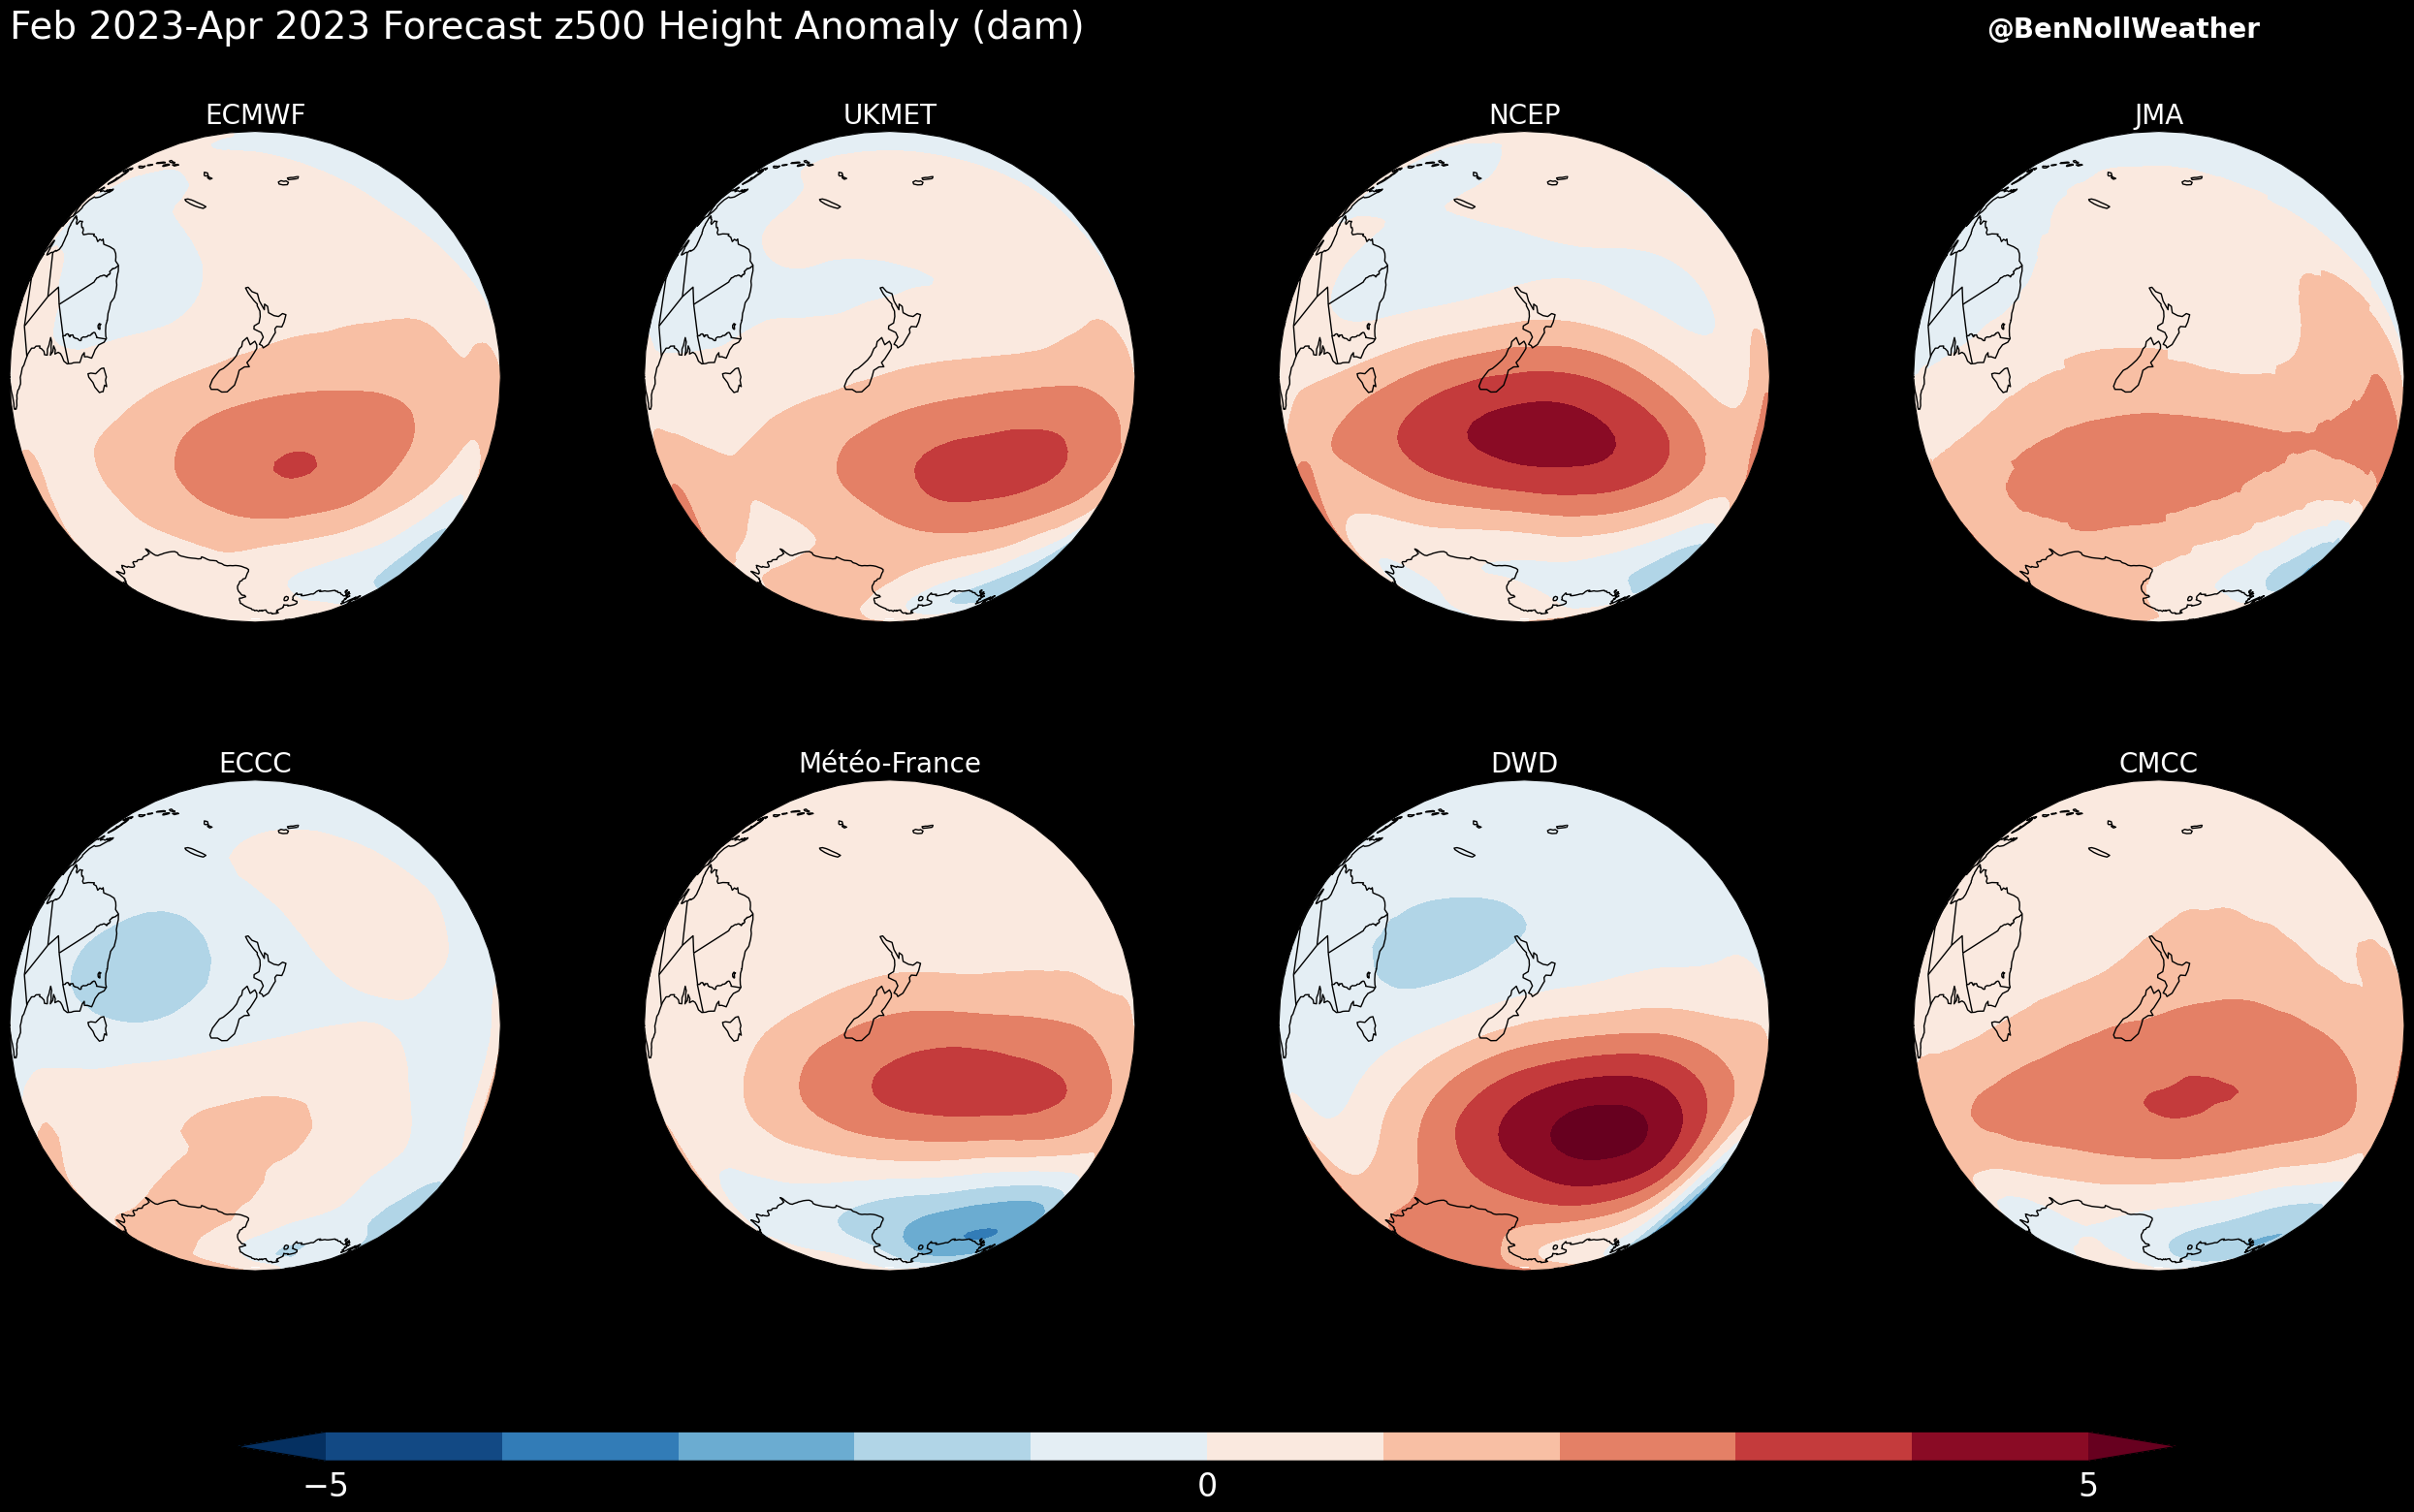 Feb 2023-Apr 2023 Forecast z500 Height Anomaly (dam)
@BenNollWeather
ECMWF
UKMET
NCEP
JMA
ECCC
Météo-France
DWD
CMCC
−5
0
5